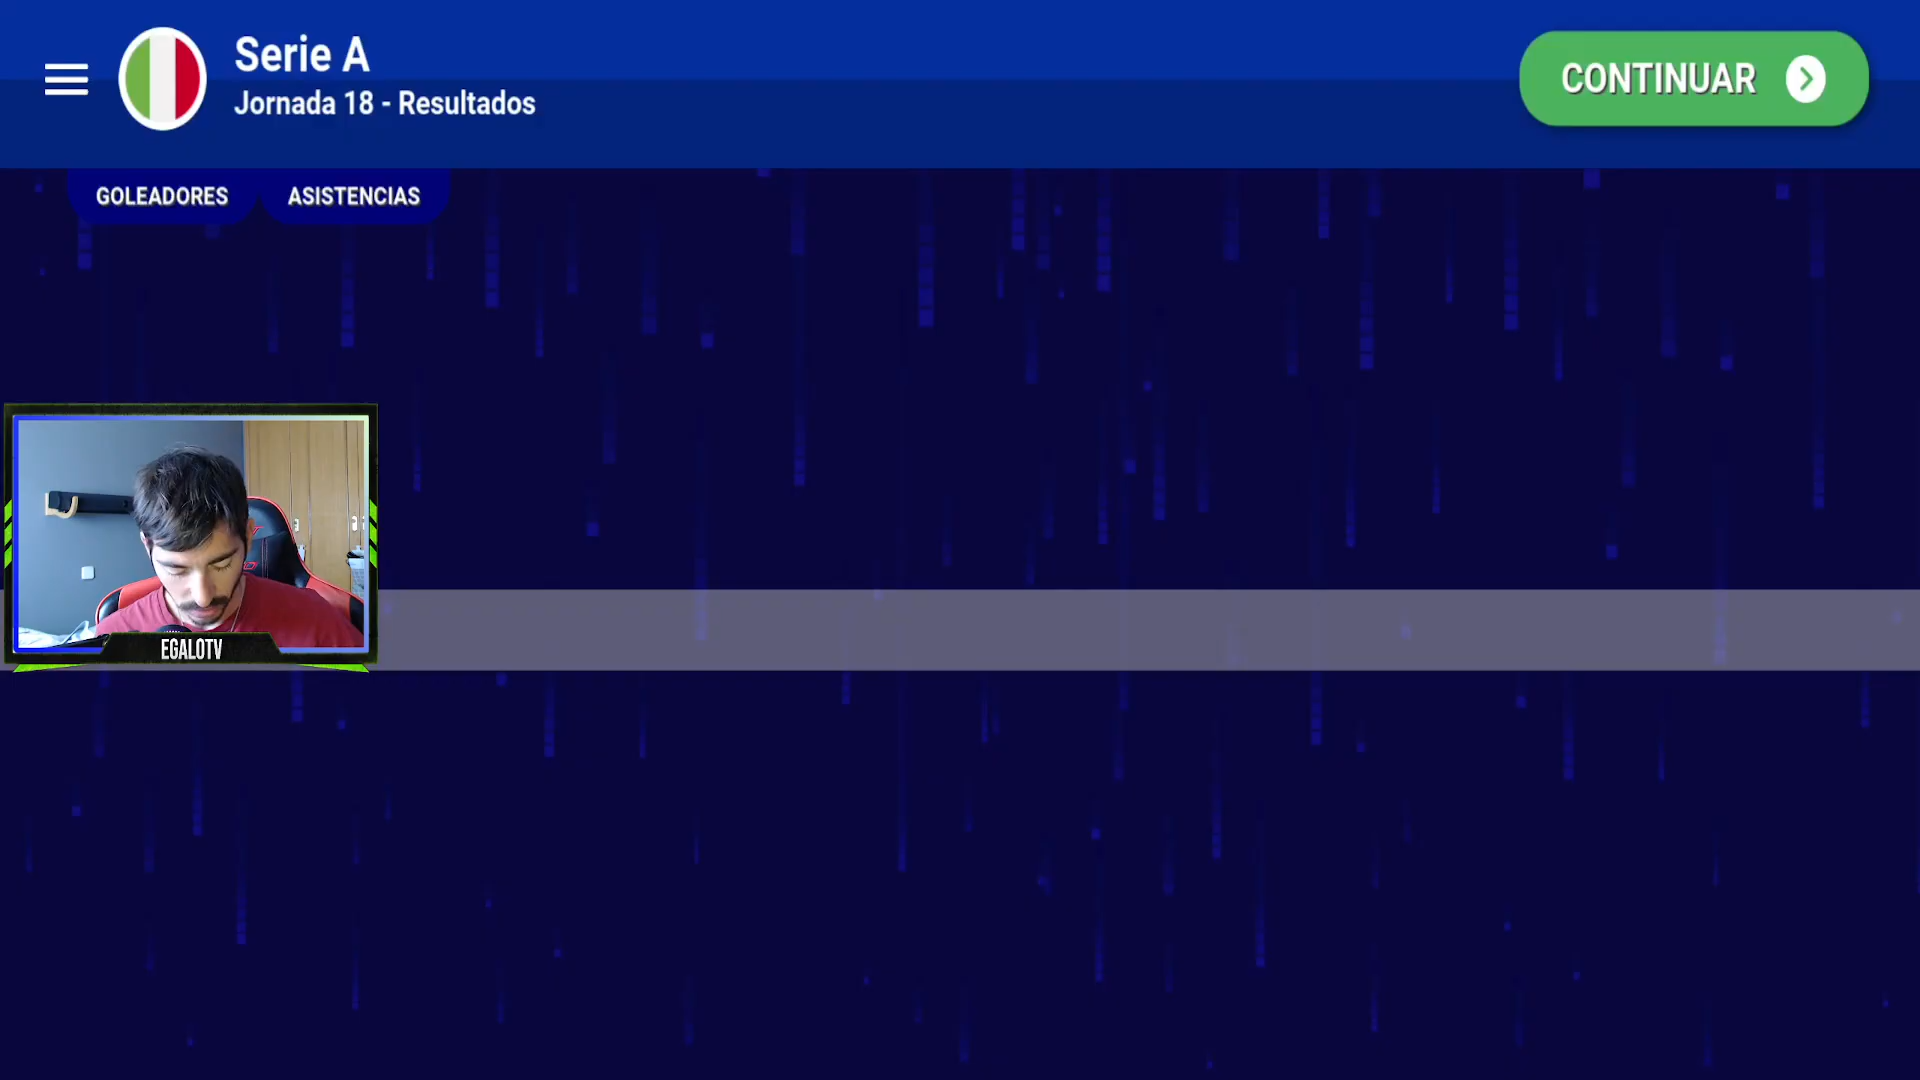 Serie A
Jornada 18 - Resultados
CONTINUAR
GOLEADORES
ASISTENCIAS
EGALOTV